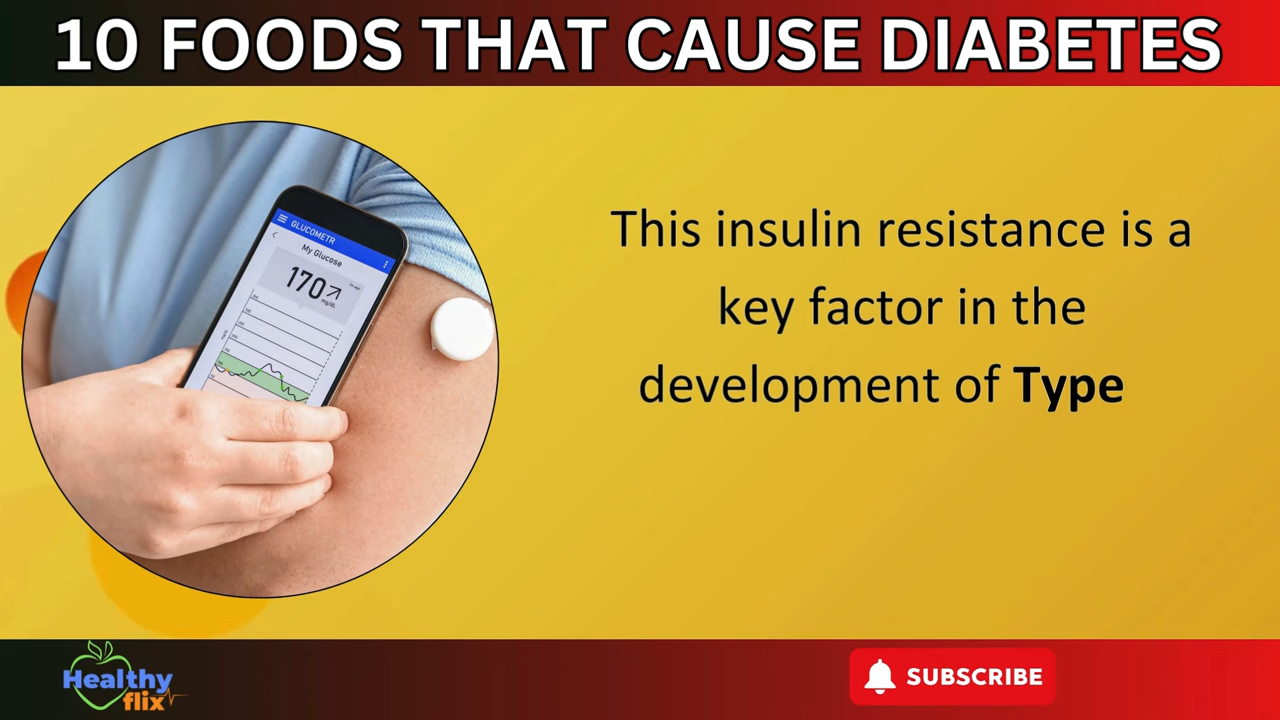 10 FOODS THAT CAUSE DIABETES
GLUCOMETR
My Glucose
170
mg/dL
This insulin resistance is a
key factor in the
development of Type
Healthy
flix
SUBSCRIBE